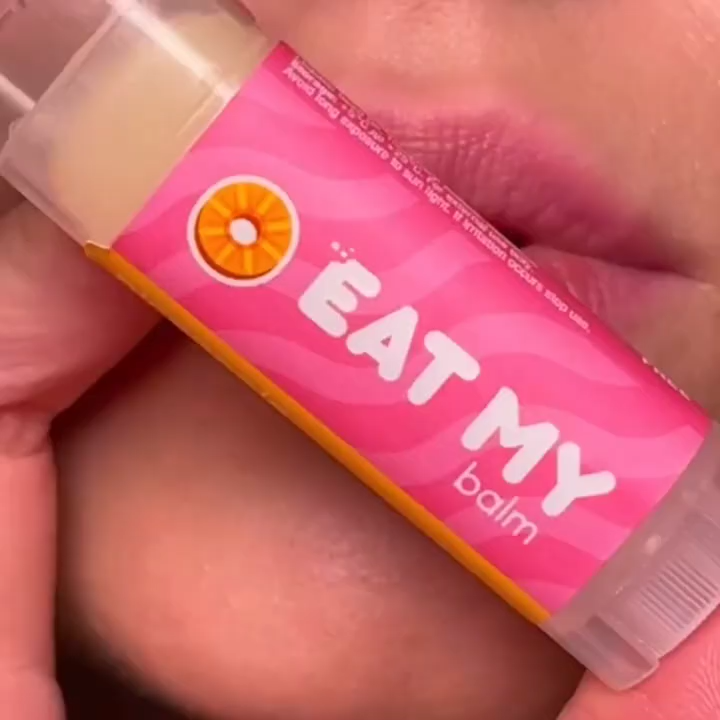 Avoid long exposure to sun light. If irritation occurs stop use.
EAT MY
balm